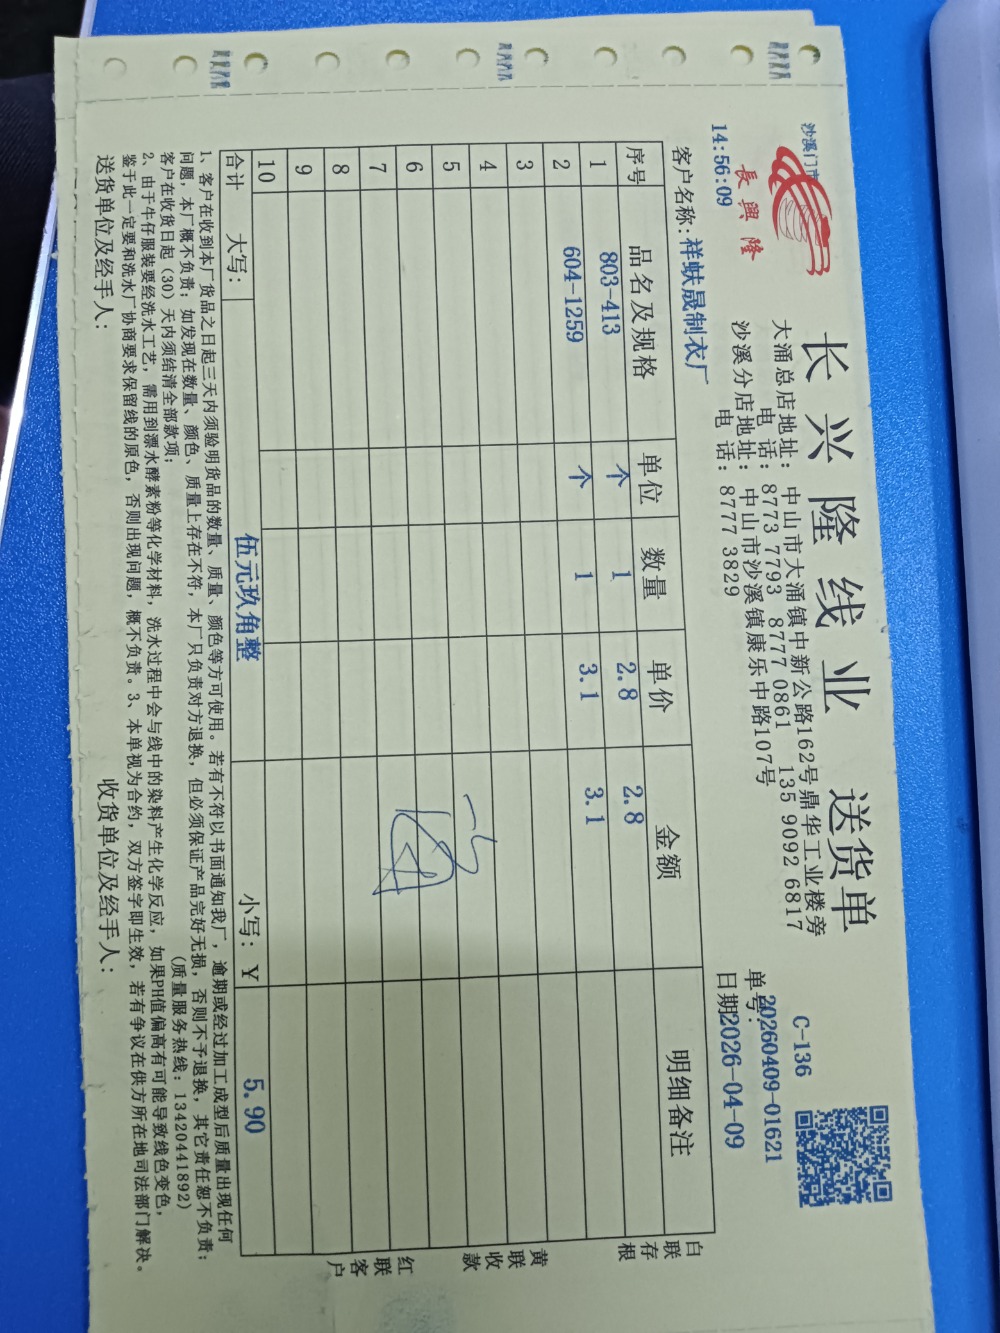 沙溪门市
長興隆
14:56:09
长兴隆线业 送货单
大涌总店地址: 中山市大涌镇中新公路162号鼎华工业楼旁
电 话: 8773 7793 8777 0861 135 9092 6817
沙溪分店地址: 中山市沙溪镇康乐中路107号
电 话: 8777 3829
C-136
单号: 20260409-01621
日期2026-04-09
客户名称: 祥蚨晟制衣厂
序号 品名及规格 单位 数量 单价 金额 明细备注
1 803-413 个 1 2.8 2.8
2 604-1259 个 1 3.1 3.1
3
4
5
6
7
8
9
10
合计 大写: 伍元玖角整 小写: Y 5.90
白联存根
黄联收款
红联客户
1、客户在收到本厂货品之日起三天内须验明货品的数量、质量、颜色等方可使用。若有不符以书面通知我厂，逾期或经过加工成型后质量出现任何
问题，本厂概不负责；如发现在数量、颜色、质量上存在不符，本厂只负责对方退换，但必须保证产品完好无损，否则不予退换，其它责任恕不负责；
客户在收货日起（30）天内须结清全部款项； (质量服务热线: 13420441892)
2、由于牛仔服装要经洗水工艺，需用到漂水酵素粉等化学材料，洗水过程中会与线中的染料产生化学反应，如果PH值偏高有可能导致线色变色，
鉴于此一定要和洗水厂协商要求保留线的原色，否则出现问题，概不负责。3、本单视为合约，双方签字即生效，若有争议在供方所在地司法部门解决。
送货单位及经手人: 收货单位及经手人: